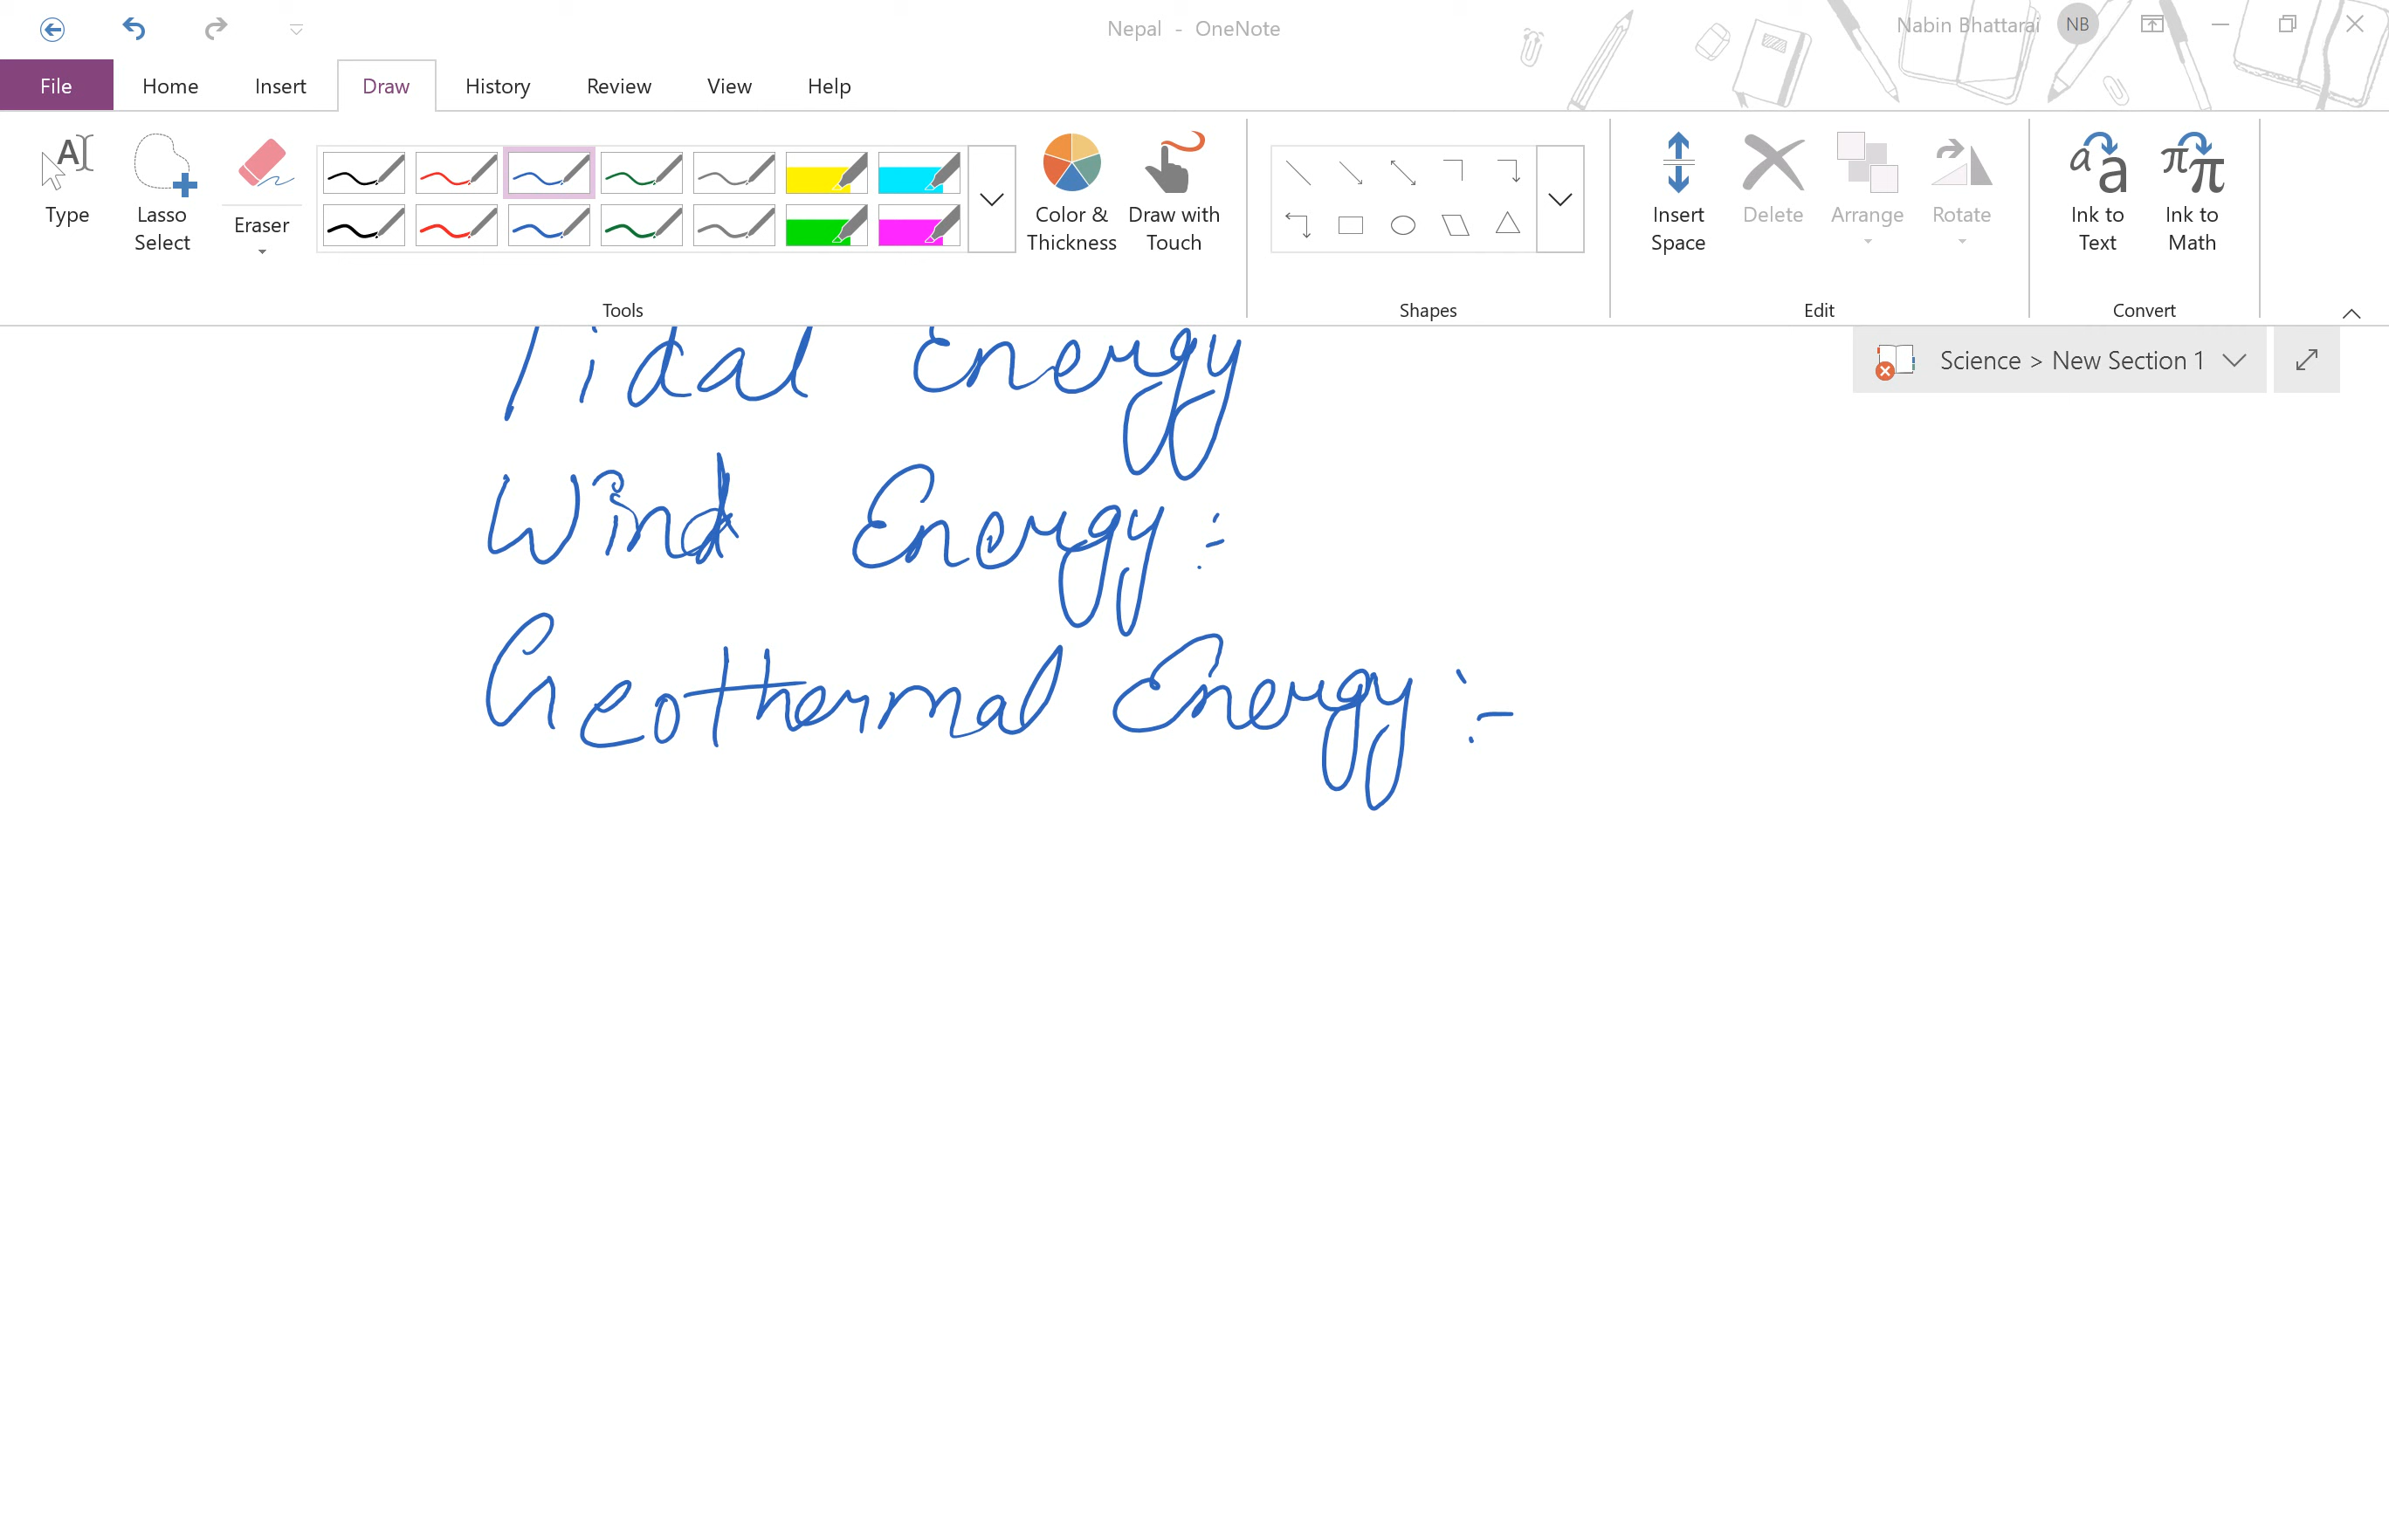 Nepal - OneNote
Nabin Bhattarai NB
File Home Insert Draw History Review View Help
Type
Lasso Select
Eraser
Color & Thickness
Draw with Touch
Insert Space
Delete
Arrange
Rotate
Ink to Text
Ink to Math
Tools Shapes Edit Convert
Science > New Section 1
Tidal Energy
Wind Energy :-
Geothermal Energy :-